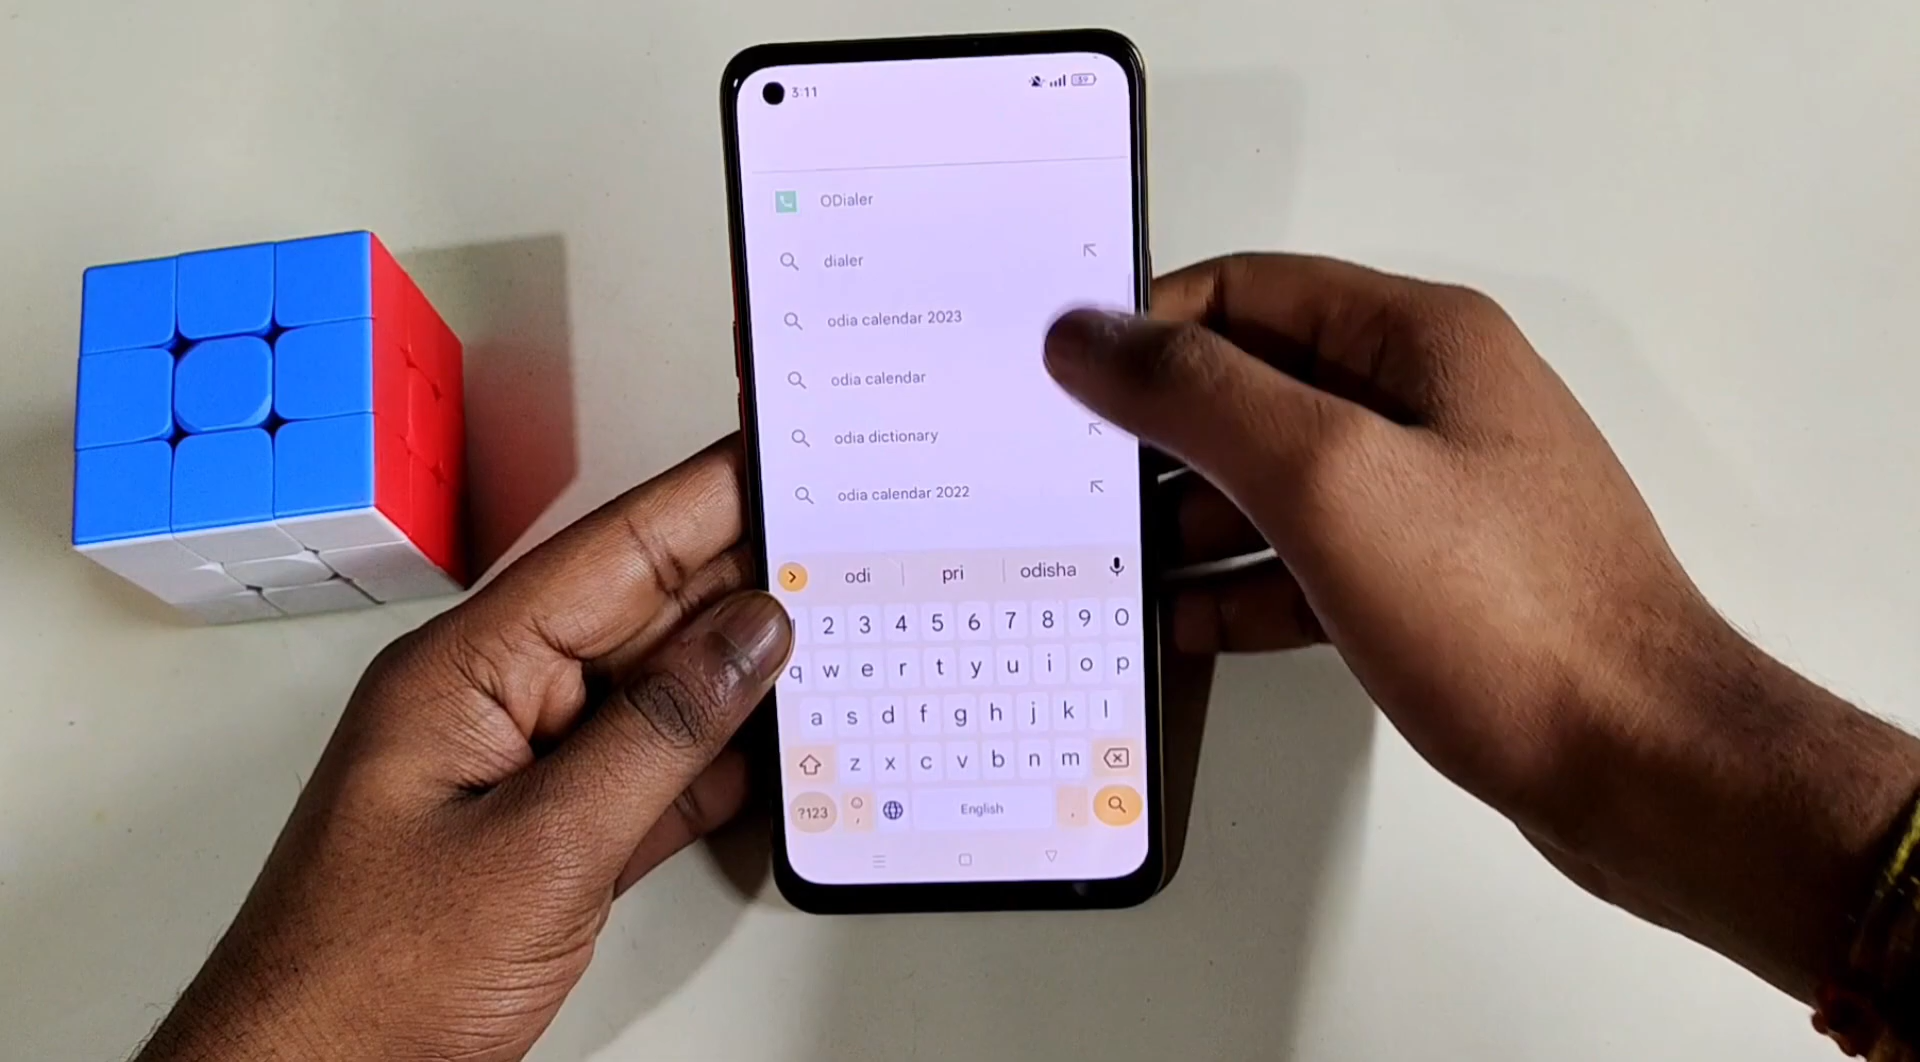 3:11
59
ODialer
dialer
odia calendar 2023
odia calendar
odia dictionary
odia calendar 2022
odi pri odisha
2 3 4 5 6 7 8 9 0
q w e r t y u i o p
a s d f g h j k l
z x c v b n m
?123 , English .